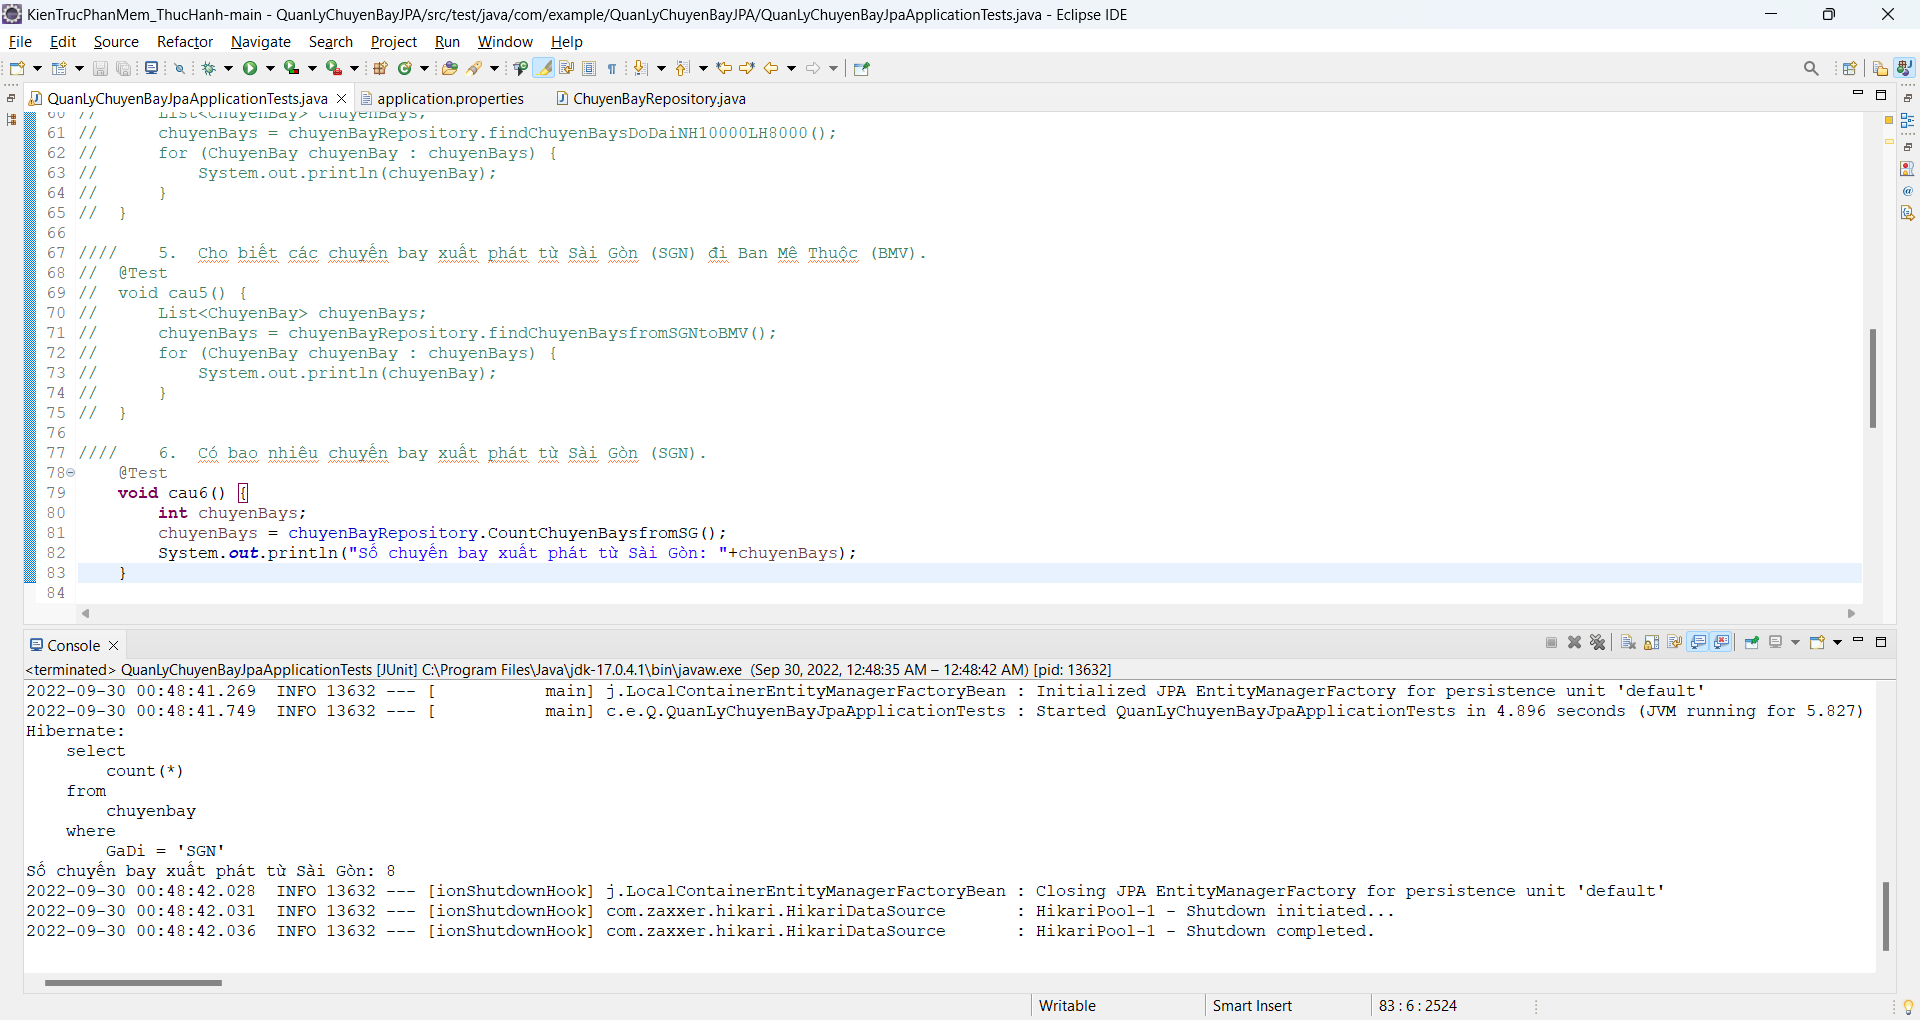 KienTrucPhanMem_ThucHanh-main - QuanLyChuyenBayJPA/src/test/java/com/example/QuanLyChuyenBayJPA/QuanLyChuyenBayJpaApplicationTests.java - Eclipse IDE
File Edit Source Refactor Navigate Search Project Run Window Help
QuanLyChuyenBayJpaApplicationTests.java application.properties ChuyenBayRepository.java
60 // List<ChuyenBay> chuyenBays;
61 // chuyenBays = chuyenBayRepository.findChuyenBaysDoDaiNH10000LH8000();
62 // for (ChuyenBay chuyenBay : chuyenBays) {
63 // System.out.println(chuyenBay);
64 // }
65 // }
66
67 //// 5. Cho biết các chuyến bay xuất phát từ Sài Gòn (SGN) đi Ban Mê Thuộc (BMV).
68 // @Test
69 // void cau5() {
70 // List<ChuyenBay> chuyenBays;
71 // chuyenBays = chuyenBayRepository.findChuyenBaysfromSGNtoBMV();
72 // for (ChuyenBay chuyenBay : chuyenBays) {
73 // System.out.println(chuyenBay);
74 // }
75 // }
76
77 //// 6. Có bao nhiêu chuyến bay xuất phát từ Sài Gòn (SGN).
78 @Test
79 void cau6() {
80 int chuyenBays;
81 chuyenBays = chuyenBayRepository.CountChuyenBaysfromSG();
82 System.out.println("Số chuyến bay xuất phát từ Sài Gòn: "+chuyenBays);
83 }
84
Console
<terminated> QuanLyChuyenBayJpaApplicationTests [JUnit] C:\Program Files\Java\jdk-17.0.4.1\bin\javaw.exe (Sep 30, 2022, 12:48:35 AM – 12:48:42 AM) [pid: 13632]
2022-09-30 00:48:41.269 INFO 13632 --- [ main] j.LocalContainerEntityManagerFactoryBean : Initialized JPA EntityManagerFactory for persistence unit 'default'
2022-09-30 00:48:41.749 INFO 13632 --- [ main] c.e.Q.QuanLyChuyenBayJpaApplicationTests : Started QuanLyChuyenBayJpaApplicationTests in 4.896 seconds (JVM running for 5.827)
Hibernate:
select
count(*)
from
chuyenbay
where
GaDi = 'SGN'
Số chuyến bay xuất phát từ Sài Gòn: 8
2022-09-30 00:48:42.028 INFO 13632 --- [ionShutdownHook] j.LocalContainerEntityManagerFactoryBean : Closing JPA EntityManagerFactory for persistence unit 'default'
2022-09-30 00:48:42.031 INFO 13632 --- [ionShutdownHook] com.zaxxer.hikari.HikariDataSource : HikariPool-1 - Shutdown initiated...
2022-09-30 00:48:42.036 INFO 13632 --- [ionShutdownHook] com.zaxxer.hikari.HikariDataSource : HikariPool-1 - Shutdown completed.
Writable Smart Insert 83 : 6 : 2524